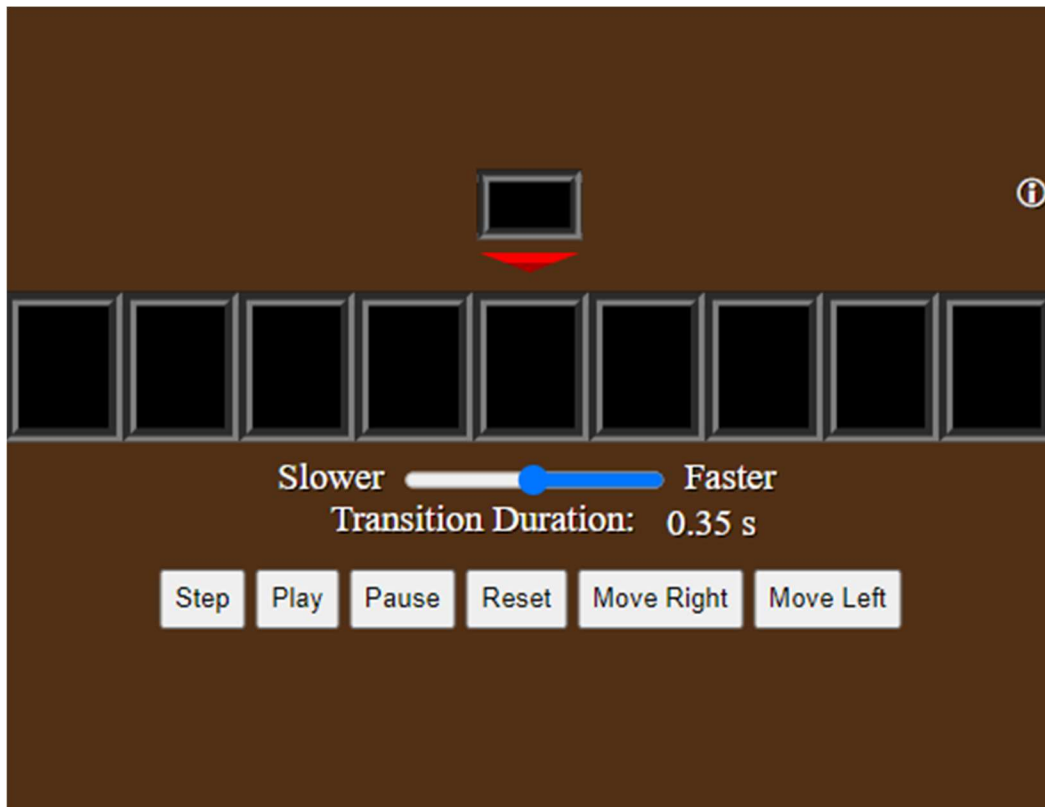 Slower Faster
Transition Duration: 0.35 s
Step Play Pause Reset Move Right Move Left